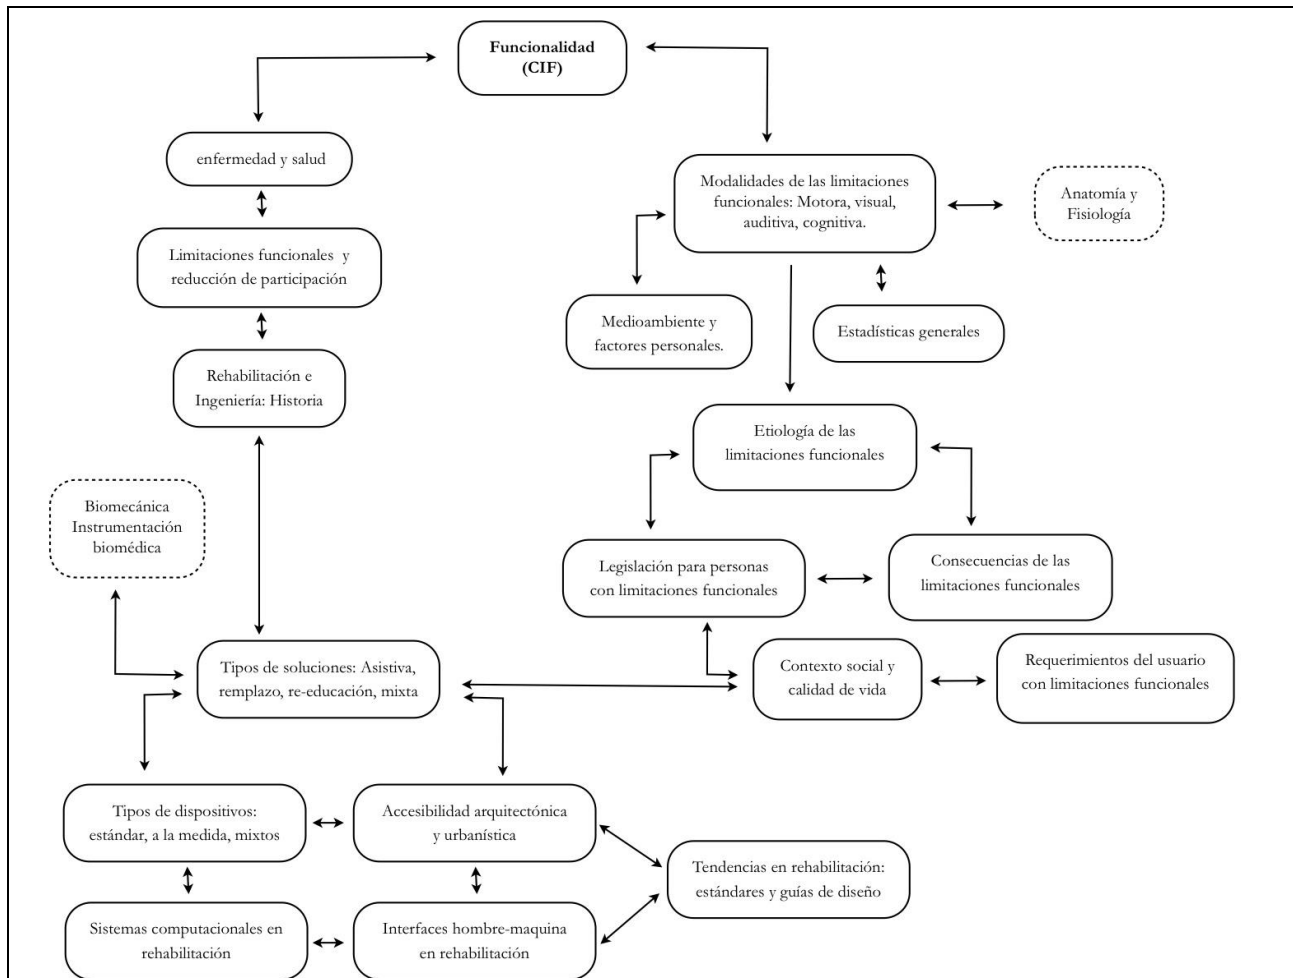 Funcionalidad
(CIF)
enfermedad y salud
Modalidades de las limitaciones
funcionales: Motora, visual,
auditiva, cognitiva.
Anatomía y
Fisiología
Limitaciones funcionales y
reducción de participación
Medioambiente y
factores personales.
Estadísticas generales
Rehabilitación e
Ingeniería: Historia
Etiología de las
limitaciones funcionales
Biomecánica
Instrumentación
biomédica
Legislación para personas
con limitaciones funcionales
Consecuencias de las
limitaciones funcionales
Tipos de soluciones: Asistiva,
remplazo, re-educación, mixta
Contexto social y
calidad de vida
Requerimientos del usuario
con limitaciones funcionales
Tipos de dispositivos:
estándar, a la medida, mixtos
Accesibilidad arquitectónica
y urbanística
Tendencias en rehabilitación:
estándares y guías de diseño
Sistemas computacionales en
rehabilitación
Interfaces hombre-maquina
en rehabilitación